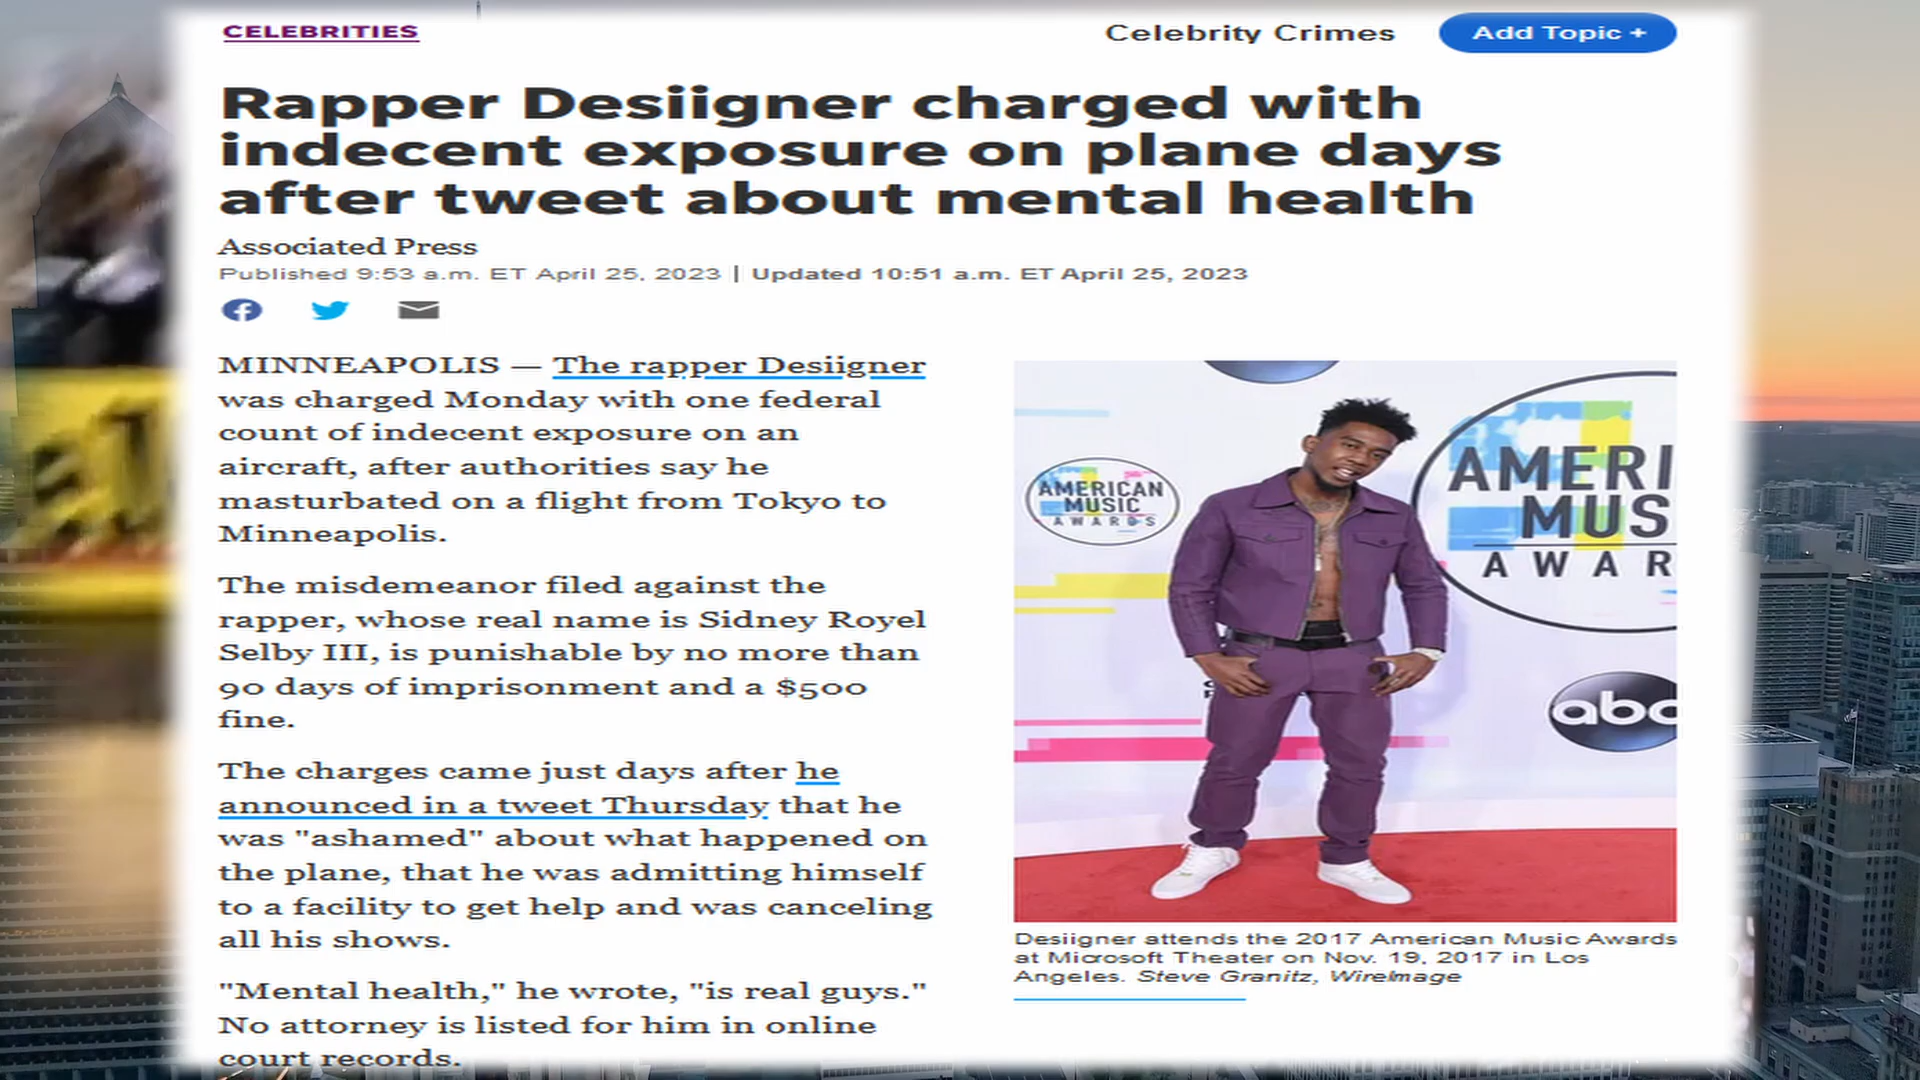 CELEBRITIES
Celebrity Crimes
Add Topic +
Rapper Desiigner charged with
indecent exposure on plane days
after tweet about mental health
Associated Press
Published 9:53 a.m. ET April 25, 2023 | Updated 10:51 a.m. ET April 25, 2023
MINNEAPOLIS — The rapper Desiigner
was charged Monday with one federal
count of indecent exposure on an
aircraft, after authorities say he
masturbated on a flight from Tokyo to
Minneapolis.
The misdemeanor filed against the
rapper, whose real name is Sidney Royel
Selby III, is punishable by no more than
90 days of imprisonment and a $500
fine.
The charges came just days after he
announced in a tweet Thursday that he
was "ashamed" about what happened on
the plane, that he was admitting himself
to a facility to get help and was canceling
all his shows.
"Mental health," he wrote, "is real guys."
No attorney is listed for him in online
court records.
AMERICAN
MUSIC
AWARDS
AMERI
MUS
AWAR
abc
Desiigner attends the 2017 American Music Awards
at Microsoft Theater on Nov. 19, 2017 in Los
Angeles. Steve Granitz, WireImage